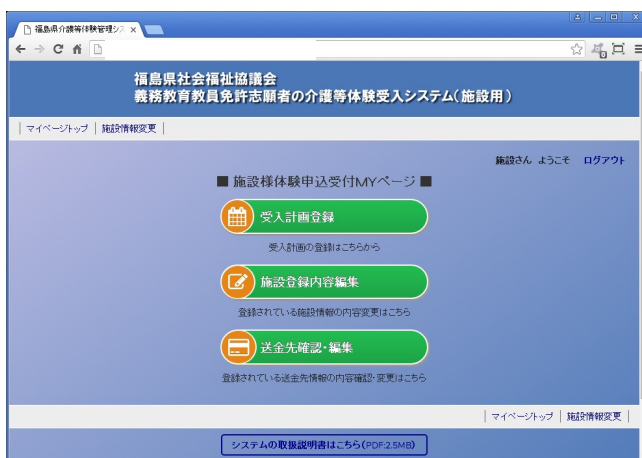 福島県介護等体験管理シス
福島県社会福祉協議会
義務教育教員免許志願者の介護等体験受入システム(施設用)
マイページトップ | 施設情報変更
施設さん ようこそ ログアウト
■ 施設様体験申込受付MYページ ■
受入計画登録
受入計画の登録はこちらから
施設登録内容編集
登録されている施設情報の内容変更はこちら
送金先確認・編集
登録されている送金先情報の内容確認・変更はこちら
マイページトップ | 施設情報変更
システムの取扱説明書はこちら(PDF:2.5MB)